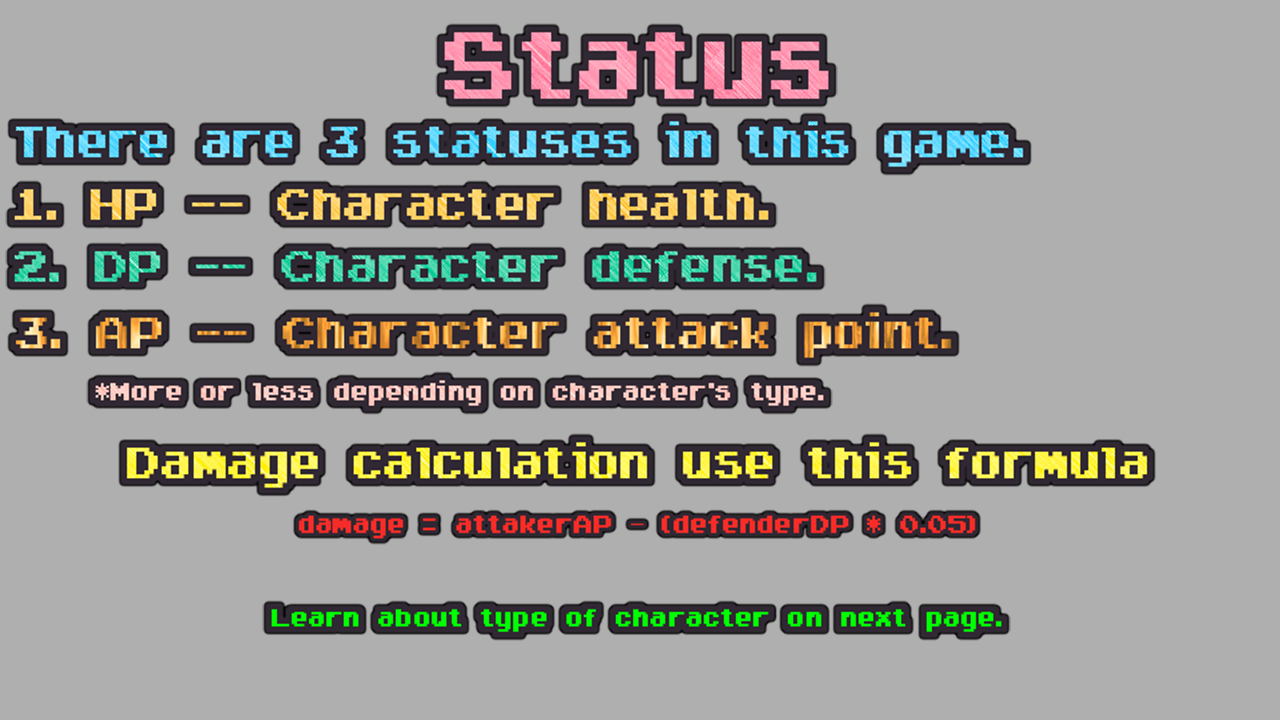 Status
There are 3 statuses in this game.
1. HP -- Character health.
2. DP -- Character defense.
3. AP -- Character attack point.
*More or less depending on character's type.
Damage calculation use this formula
damage = attakerAP - (defenderDP * 0.05)
Learn about type of character on next page.